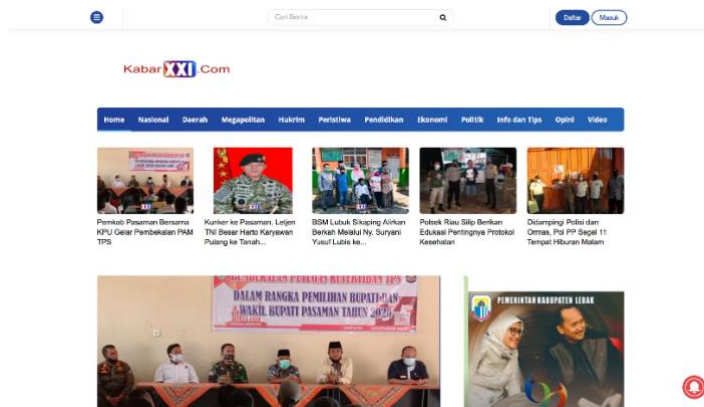 Cari Berita
Daftar
Masuk
KabarXXI.Com
Home Nasional Daerah Megapolitan Hukrim Peristiwa Pendidikan Ekonomi Politik Info dan Tips Opini Video
Pemkab Pasaman Bersama
KPU Gelar Pembekalan PAM
TPS
Kunker ke Pasaman, Letjen
TNI Besar Harto Karyawan
Pulang ke Tanah...
BSM Lubuk Sikaping Alirkan
Berkah Melalui Ny. Suryani
Yusuf Lubis ke...
Polsek Riau Silip Berikan
Edukasi Pentingnya Protokol
Kesehatan
Didampingi Polisi dan
Ormas, Pol PP Segel 11
Tempat Hiburan Malam
DALAM RANGKA PEMILIHAN BUPATI DAN
WAKIL BUPATI PASAMAN TAHUN 2020
PEMERINTAH KABUPATEN LEBAK